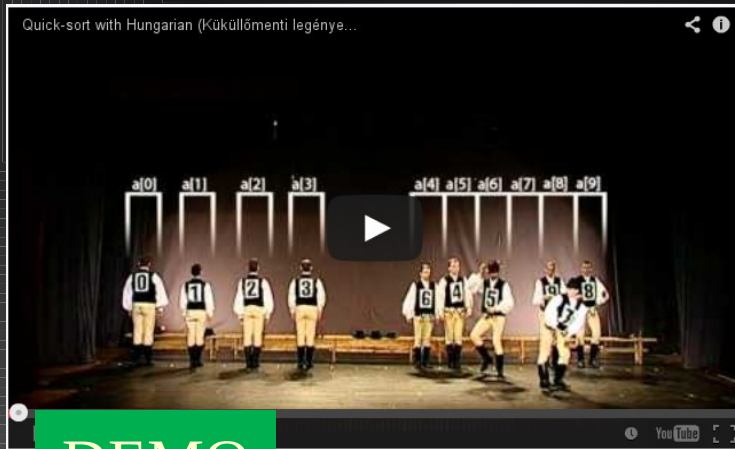 Quick-sort with Hungarian (Küküllőmenti legénye...
a[0] a[1] a[2] a[3] a[4] a[5] a[6] a[7] a[8] a[9]
0 1 2 3 6 4 5 9 7 8
YouTube
DEMO